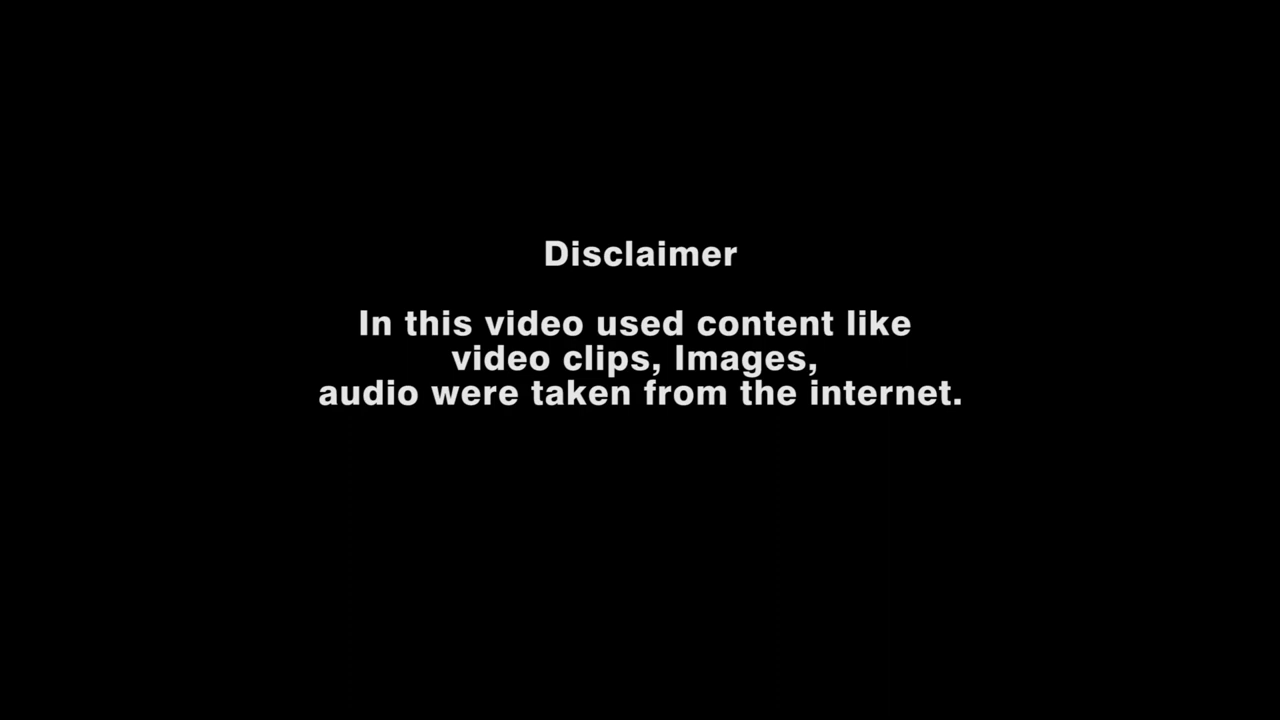 Disclaimer
In this video used content like
video clips, Images,
audio were taken from the internet.